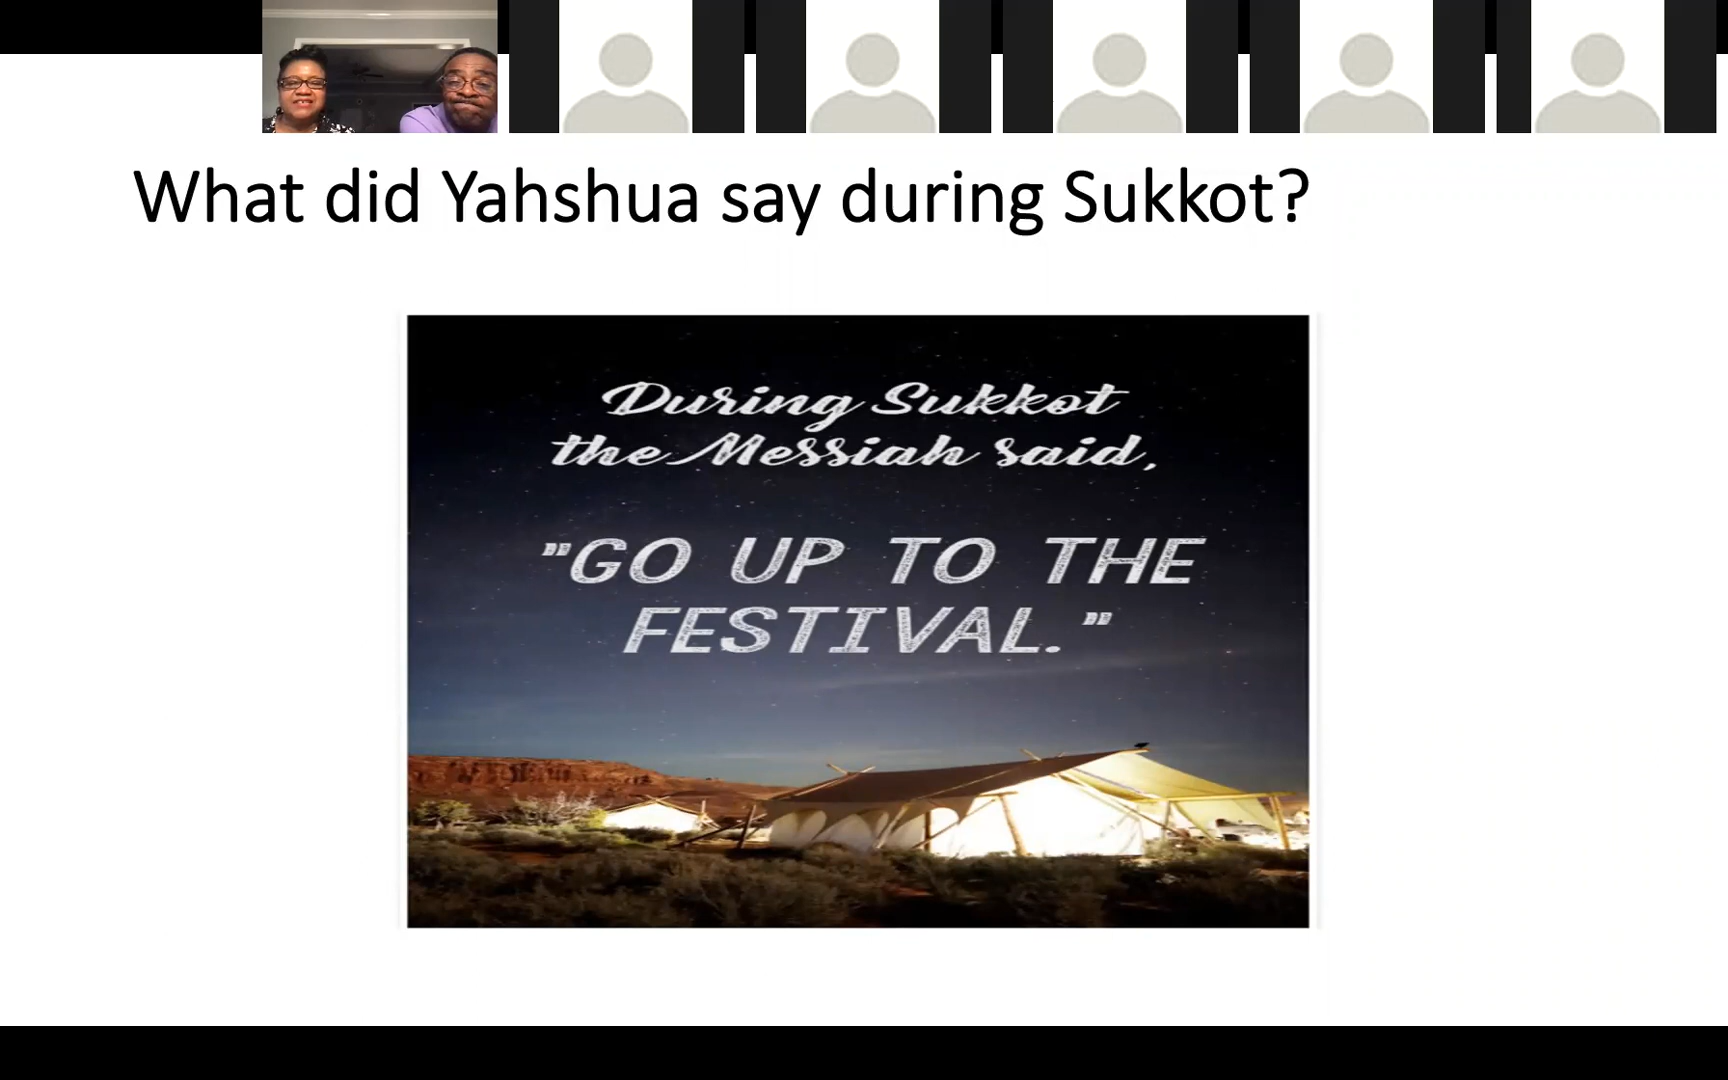 What did Yahshua say during Sukkot?
During Sukkot
the Messiah said,
"GO UP TO THE
FESTIVAL."